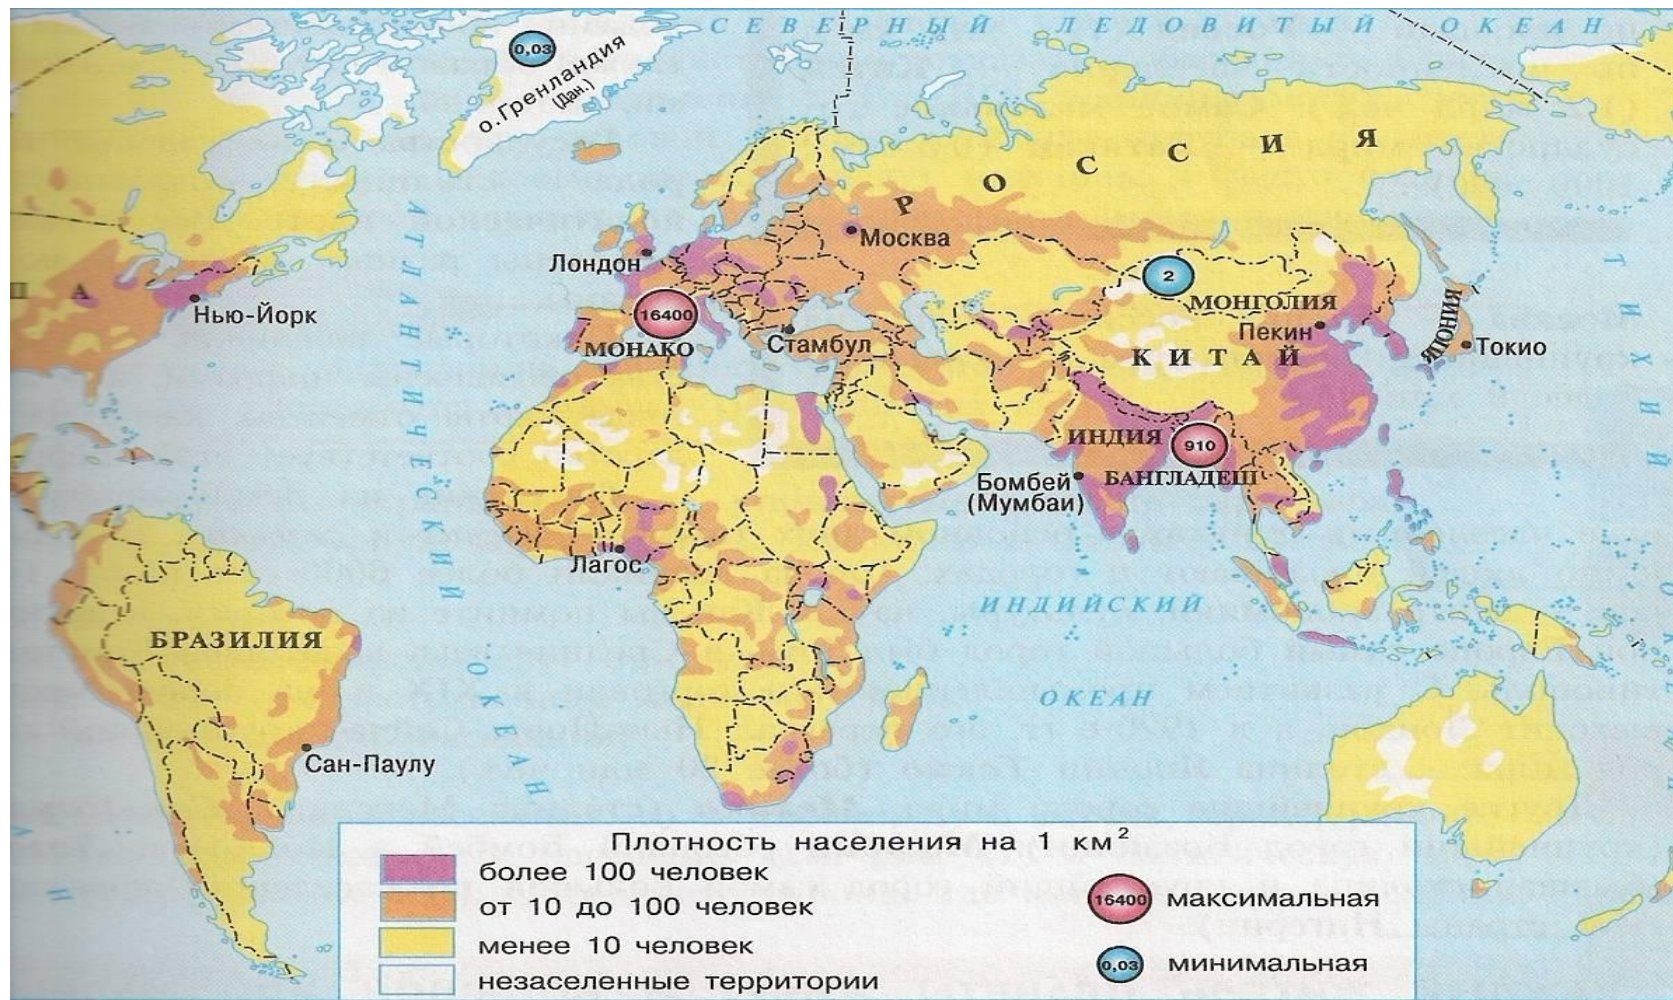 СЕВЕРНЫЙ ЛЕДОВИТЫЙ ОКЕАН
0,03
о.Гренландия
(Дан.)
РОССИЯ
Москва
Лондон
АТЛАНТИЧЕСКИЙ
ОКЕАН
ША
Нью-Йорк
16400
МОНАКО
Стамбул
2
МОНГОЛИЯ
Пекин
КИТАЙ
ЯПОНИЯ
Токио
ТИХИЙ
ИНДИЯ
910
БАНГЛАДЕШ
Бомбей
(Мумбаи)
Лагос
ИНДИЙСКИЙ
ОКЕАН
БРАЗИЛИЯ
Сан-Паулу
Плотность населения на 1 км²
более 100 человек
от 10 до 100 человек
менее 10 человек
незаселенные территории
16400 максимальная
0,03 минимальная